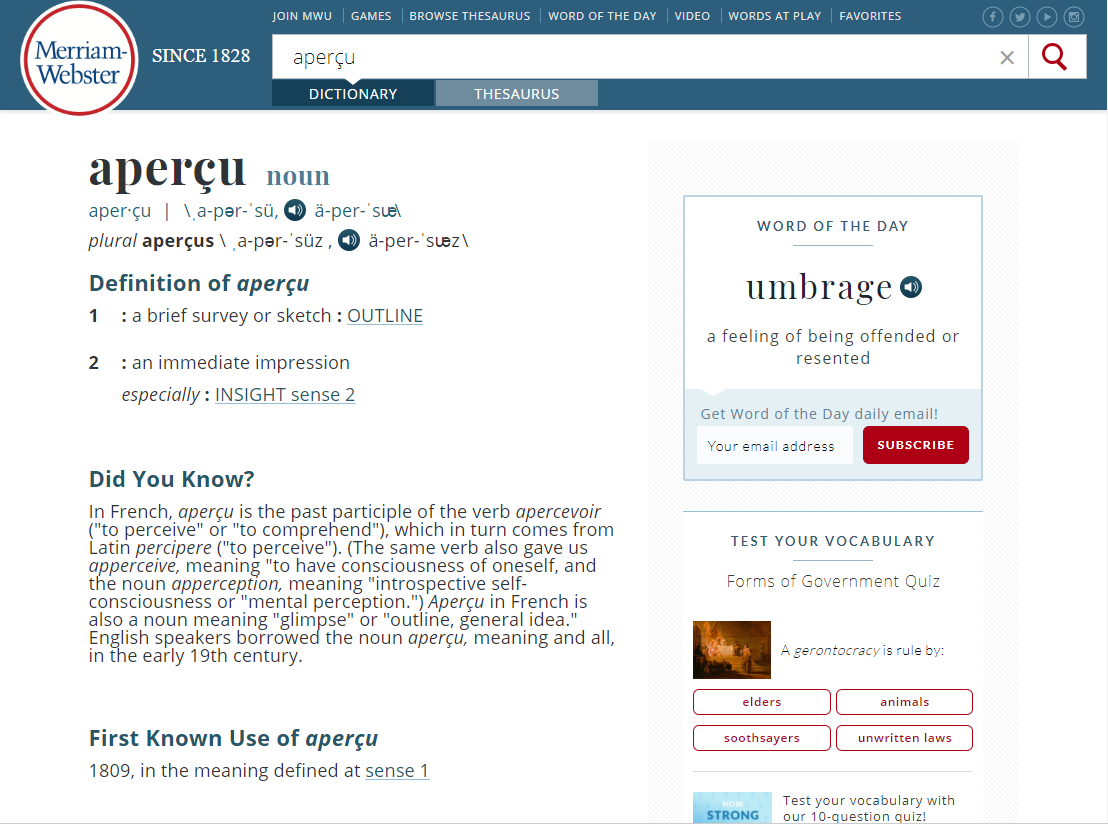 JOIN MWU GAMES BROWSE THESAURUS WORD OF THE DAY VIDEO WORDS AT PLAY FAVORITES
Merriam-
Webster
SINCE 1828
aperçu
DICTIONARY THESAURUS
aperçu noun
aper·çu | \ ˌa-pər-ˈsü, ä-per-ˈsᵫ\
plural aperçus \ ˌa-pər-ˈsüz , ä-per-ˈsᵫz \
Definition of aperçu
1 : a brief survey or sketch : OUTLINE
2 : an immediate impression
especially : INSIGHT sense 2
Did You Know?
In French, aperçu is the past participle of the verb apercevoir
("to perceive" or "to comprehend"), which in turn comes from
Latin percipere ("to perceive"). (The same verb also gave us
apperceive, meaning "to have consciousness of oneself, and
the noun apperception, meaning "introspective self-
consciousness or "mental perception.") Aperçu in French is
also a noun meaning "glimpse" or "outline, general idea."
English speakers borrowed the noun aperçu, meaning and all,
in the early 19th century.
First Known Use of aperçu
1809, in the meaning defined at sense 1
WORD OF THE DAY
umbrage
a feeling of being offended or
resented
Get Word of the Day daily email!
Your email address SUBSCRIBE
TEST YOUR VOCABULARY
Forms of Government Quiz
A gerontocracy is rule by:
elders animals
soothsayers unwritten laws
HOW
STRONG
Test your vocabulary with
our 10-question quiz!